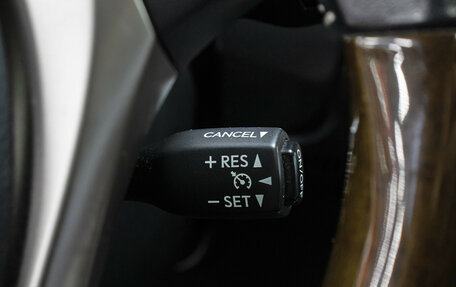 CANCEL▼
+ RES ▲
◀
− SET ▼
ON/OFF